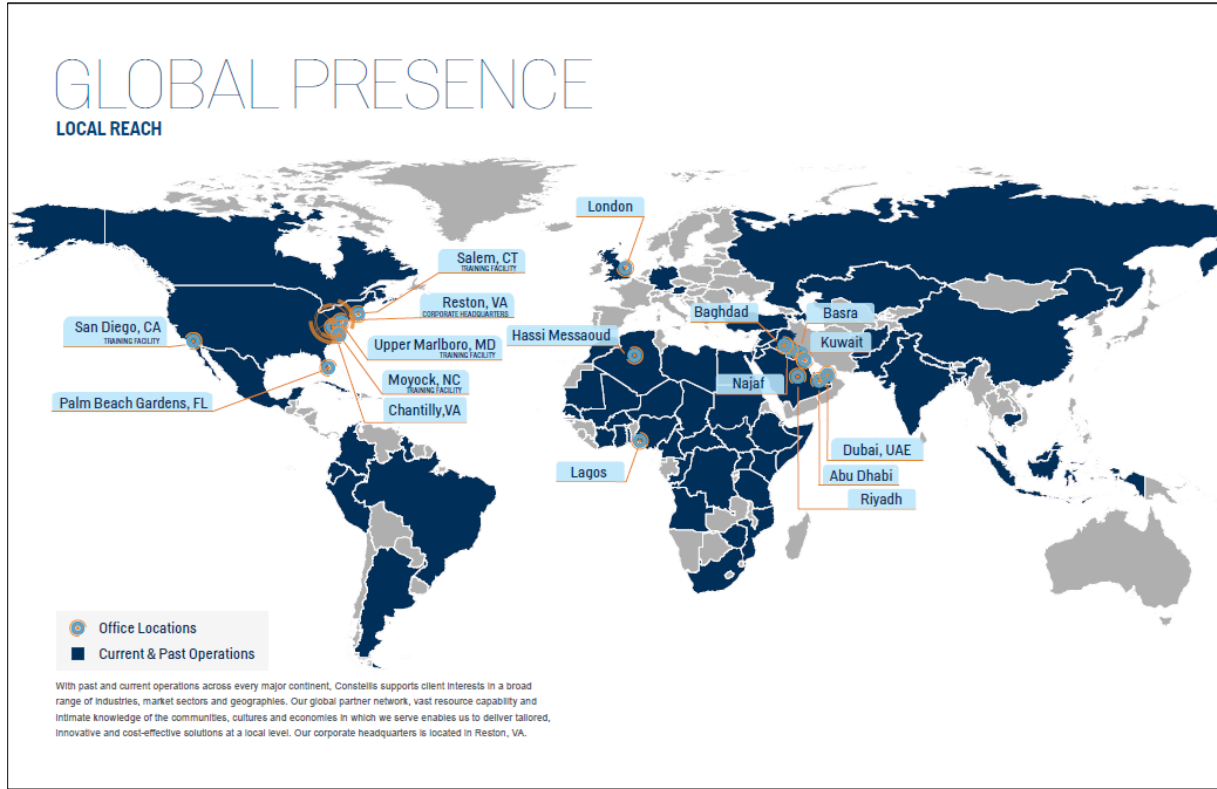 GLOBAL PRESENCE
LOCAL REACH
London
Salem, CT
TRAINING FACILITY
Reston, VA
CORPORATE HEADQUARTERS
San Diego, CA
TRAINING FACILITY
Upper Marlboro, MD
TRAINING FACILITY
Moyock, NC
TRAINING FACILITY
Palm Beach Gardens, FL
Chantilly,VA
Hassi Messaoud
Baghdad
Basra
Kuwait
Najaf
Lagos
Dubai, UAE
Abu Dhabi
Riyadh
Office Locations
Current & Past Operations
With past and current operations across every major continent, Constellis supports client interests in a broad
range of industries, market sectors and geographies. Our global partner network, vast resource capability and
intimate knowledge of the communities, cultures and economies in which we serve enables us to deliver tailored,
innovative and cost-effective solutions at a local level. Our corporate headquarters is located in Reston, VA.